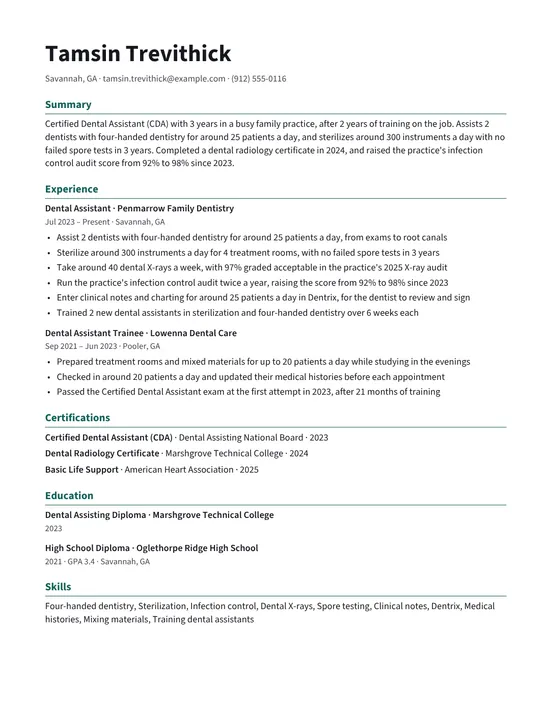 Tamsin Trevithick
Savannah, GA · tamsin.trevithick@example.com · (912) 555-0116
Summary
Certified Dental Assistant (CDA) with 3 years in a busy family practice, after 2 years of training on the job. Assists 2
dentists with four-handed dentistry for around 25 patients a day, and sterilizes around 300 instruments a day with no
failed spore tests in 3 years. Completed a dental radiology certificate in 2024, and raised the practice's infection
control audit score from 92% to 98% since 2023.
Experience
Dental Assistant · Penmarrow Family Dentistry
Jul 2023 – Present · Savannah, GA
• Assist 2 dentists with four-handed dentistry for around 25 patients a day, from exams to root canals
• Sterilize around 300 instruments a day for 4 treatment rooms, with no failed spore tests in 3 years
• Take around 40 dental X-rays a week, with 97% graded acceptable in the practice's 2025 X-ray audit
• Run the practice's infection control audit twice a year, raising the score from 92% to 98% since 2023
• Enter clinical notes and charting for around 25 patients a day in Dentrix, for the dentist to review and sign
• Trained 2 new dental assistants in sterilization and four-handed dentistry over 6 weeks each
Dental Assistant Trainee · Lowenna Dental Care
Sep 2021 – Jun 2023 · Pooler, GA
• Prepared treatment rooms and mixed materials for up to 20 patients a day while studying in the evenings
• Checked in around 20 patients a day and updated their medical histories before each appointment
• Passed the Certified Dental Assistant exam at the first attempt in 2023, after 21 months of training
Certifications
Certified Dental Assistant (CDA) · Dental Assisting National Board · 2023
Dental Radiology Certificate · Marshgrove Technical College · 2024
Basic Life Support · American Heart Association · 2025
Education
Dental Assisting Diploma · Marshgrove Technical College
2023
High School Diploma · Oglethorpe Ridge High School
2021 · GPA 3.4 · Savannah, GA
Skills
Four-handed dentistry, Sterilization, Infection control, Dental X-rays, Spore testing, Clinical notes, Dentrix, Medical
histories, Mixing materials, Training dental assistants